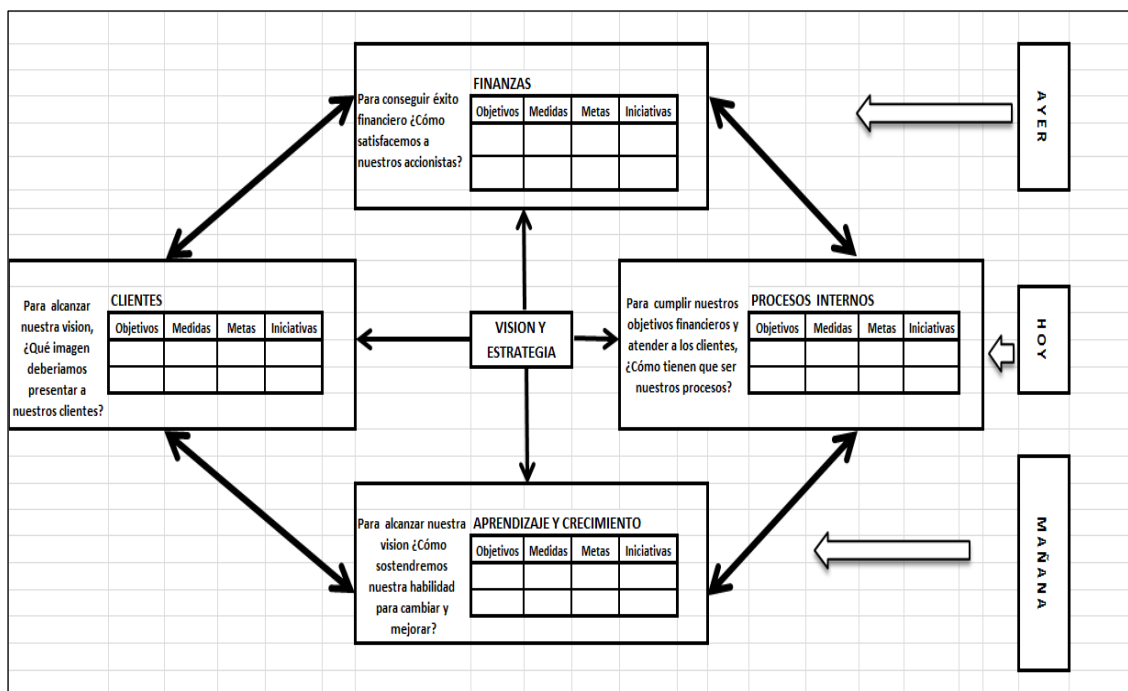 FINANZAS
Para conseguir éxito
financiero ¿Cómo
satisfacemos a
nuestros accionistas?
Objetivos Medidas Metas Iniciativas
AYER
CLIENTES
Para alcanzar
nuestra vision,
¿Qué imagen
deberiamos
presentar a
nuestros clientes?
Objetivos Medidas Metas Iniciativas
VISION Y
ESTRATEGIA
PROCESOS INTERNOS
Para cumplir nuestros
objetivos financieros y
atender a los clientes,
¿Cómo tienen que ser
nuestros procesos?
Objetivos Medidas Metas Iniciativas
HOY
APRENDIZAJE Y CRECIMIENTO
Para alcanzar nuestra
vision ¿Cómo
sostendremos
nuestra habilidad
para cambiar y
mejorar?
Objetivos Medidas Metas Iniciativas
MAÑANA